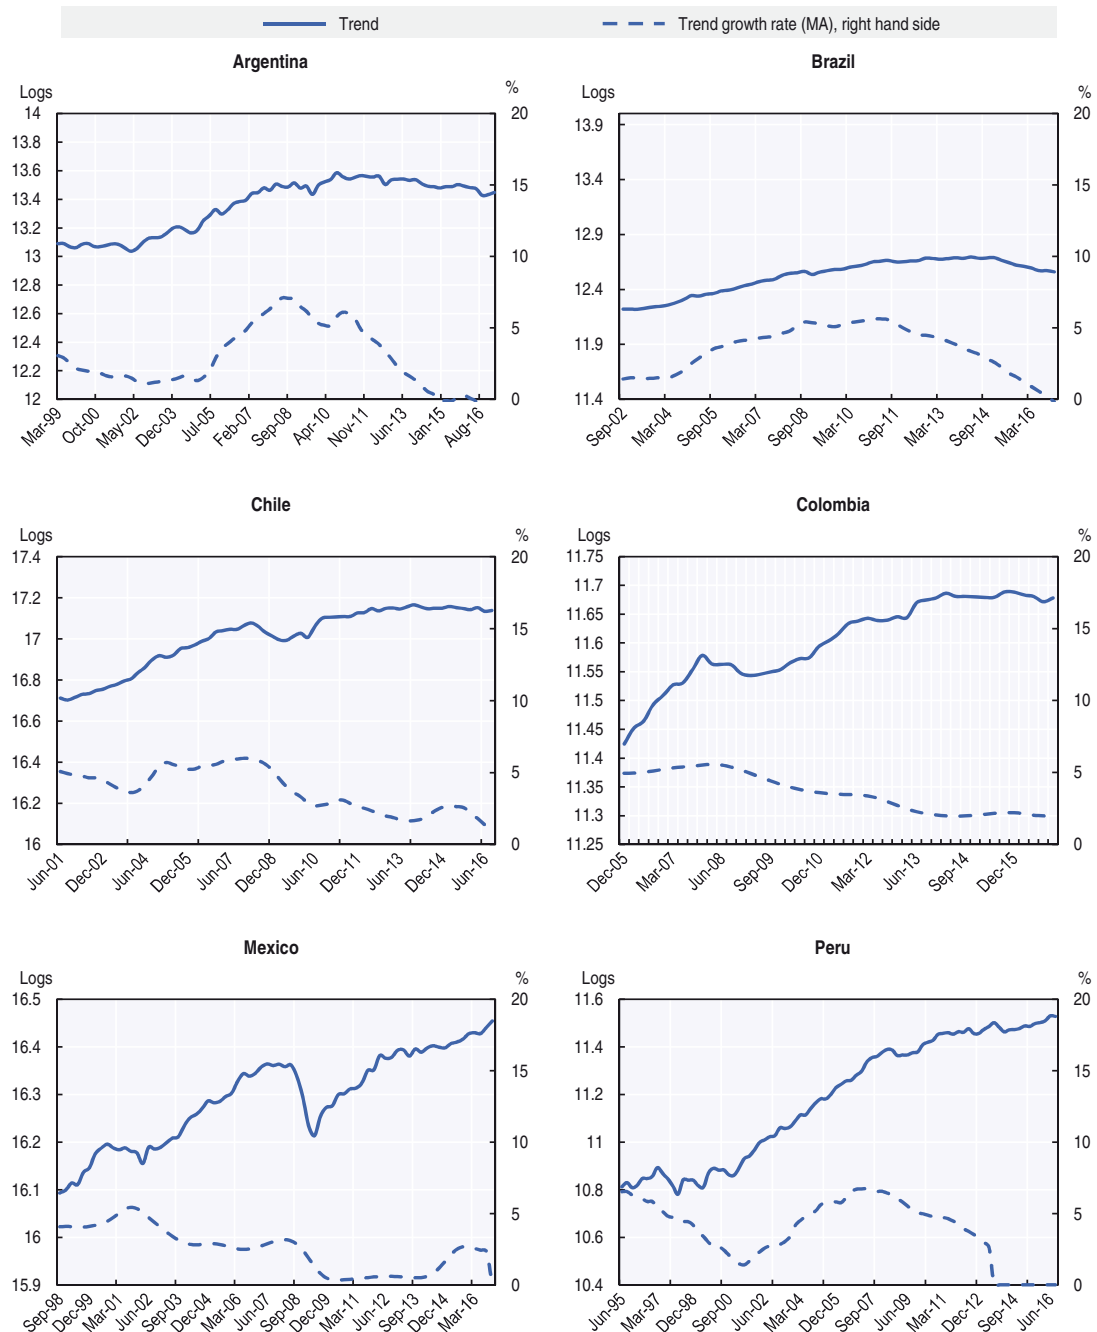 Trend Trend growth rate (MA), right hand side
Argentina
Logs %
14 20
13.8
13.6
13.4 15
13.2
13 10
12.8
12.6
12.4 5
12.2
12 0
Mar-99 Oct-00 May-02 Dec-03 Jul-05 Feb-07 Sep-08 Apr-10 Nov-11 Jun-13 Jan-15 Aug-16
Brazil
Logs %
13.9 20
13.4 15
12.9
12.4 10
11.9 5
11.4 0
Sep-02 Mar-04 Sep-05 Mar-07 Sep-08 Mar-10 Sep-11 Mar-13 Sep-14 Mar-16
Chile
Logs %
17.4 20
17.2
17 15
16.8 10
16.6
16.4 5
16.2
16 0
Jun-01 Dec-02 Jun-04 Dec-05 Jun-07 Dec-08 Jun-10 Dec-11 Jun-13 Dec-14 Jun-16
Colombia
Logs %
11.75 20
11.7
11.65
11.6 15
11.55
11.5 10
11.45
11.4
11.35 5
11.3
11.25 0
Dec-05 Mar-07 Jun-08 Sep-09 Dec-10 Mar-12 Jun-13 Sep-14 Dec-15
Mexico
Logs %
16.5 20
16.4
16.3 15
16.2 10
16.1
16 5
15.9 0
Sep-98 Dec-99 Mar-01 Jun-02 Sep-03 Dec-04 Mar-06 Jun-07 Sep-08 Dec-09 Mar-11 Jun-12 Sep-13 Dec-14 Mar-16
Peru
Logs %
11.6 20
11.4
11.2 15
11 10
10.8
10.6 5
10.4 0
Jun-95 Mar-97 Dec-98 Sep-00 Jun-02 Mar-04 Dec-05 Sep-07 Jun-09 Mar-11 Dec-12 Sep-14 Jun-16